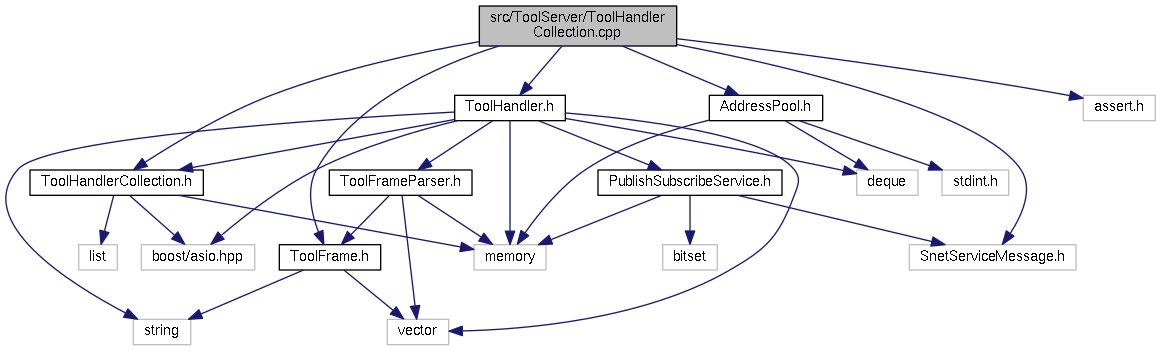 src/ToolServer/ToolHandler
Collection.cpp
ToolHandler.h
AddressPool.h
assert.h
ToolHandlerCollection.h
ToolFrameParser.h
PublishSubscribeService.h
deque
stdint.h
list
boost/asio.hpp
ToolFrame.h
memory
bitset
SnetServiceMessage.h
string
vector